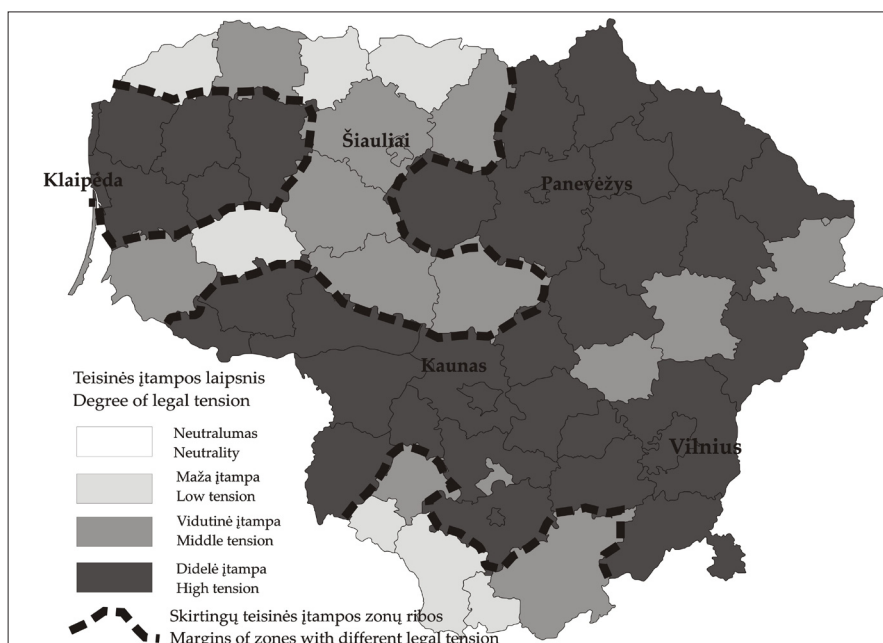 Šiauliai
Klaipėda
Panevėžys
Kaunas
Vilnius
Teisinės įtampos laipsnis
Degree of legal tension
Neutralumas
Neutrality
Maža įtampa
Low tension
Vidutinė įtampa
Middle tension
Didelė įtampa
High tension
Skirtingų teisinės įtampos zonų ribos
Margins of zones with different legal tension